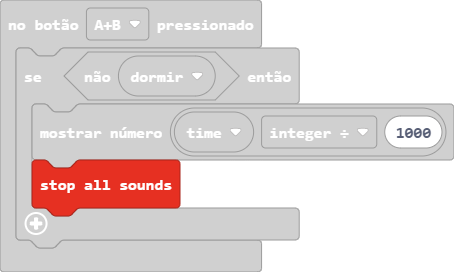 no botão A+B pressionado
se não dormir então
mostrar número time integer ÷ 1000
stop all sounds